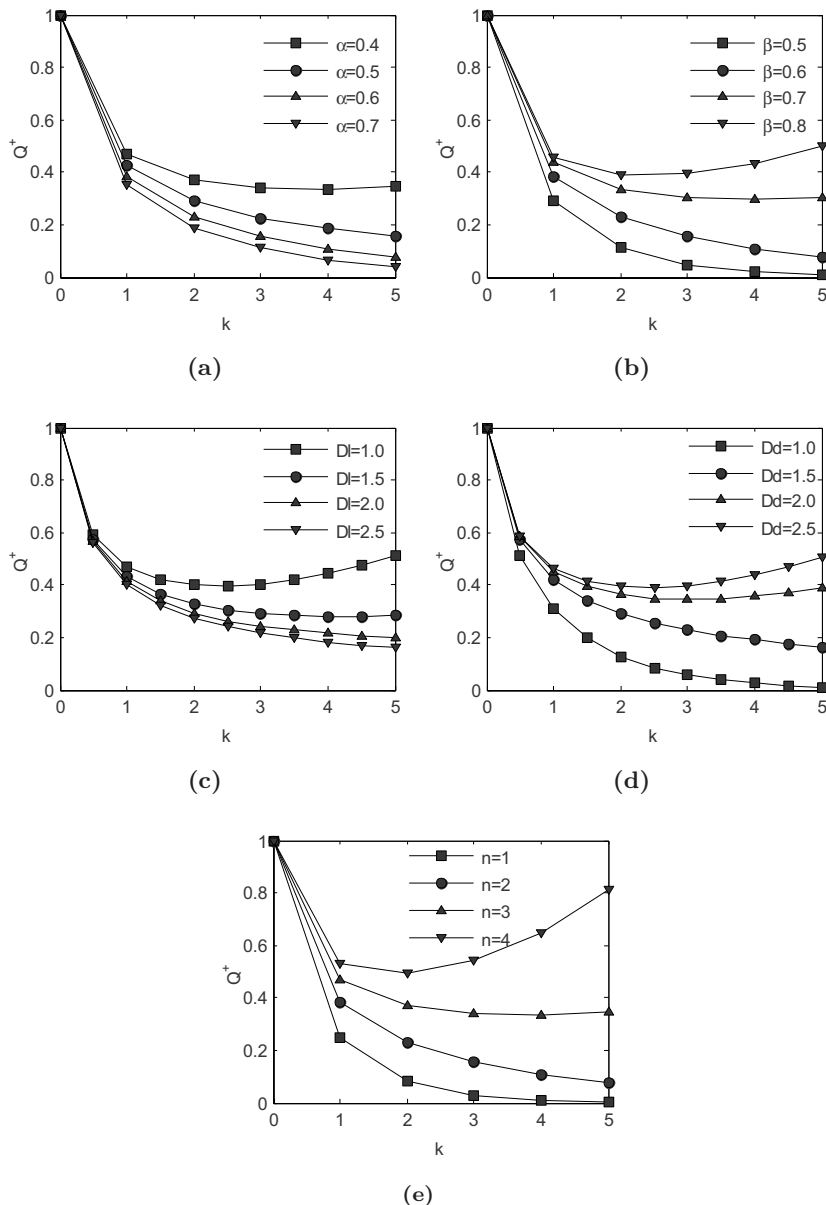 1
0.8
0.6
0.4
0.2
0
Q+
0 1 2 3 4 5
k
α=0.4
α=0.5
α=0.6
α=0.7
(a)
1
0.8
0.6
0.4
0.2
0
Q+
0 1 2 3 4 5
k
β=0.5
β=0.6
β=0.7
β=0.8
(b)
1
0.8
0.6
0.4
0.2
0
Q+
0 1 2 3 4 5
k
Dl=1.0
Dl=1.5
Dl=2.0
Dl=2.5
(c)
1
0.8
0.6
0.4
0.2
0
Q+
0 1 2 3 4 5
k
Dd=1.0
Dd=1.5
Dd=2.0
Dd=2.5
(d)
1
0.8
0.6
0.4
0.2
0
Q+
0 1 2 3 4 5
k
n=1
n=2
n=3
n=4
(e)